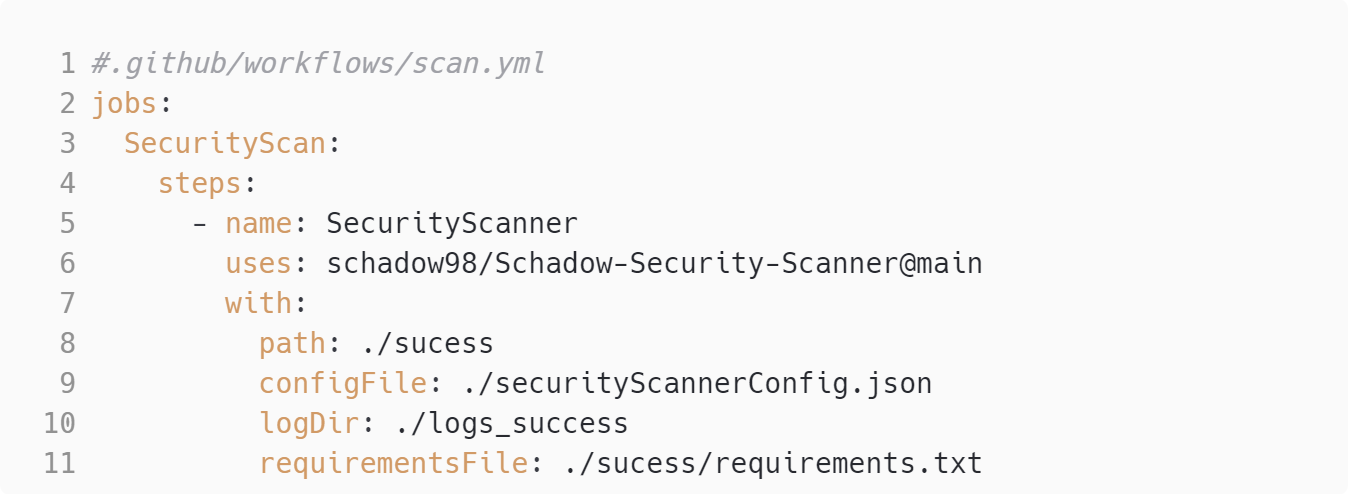 1 #.github/workflows/scan.yml
2 jobs:
3   SecurityScan:
4     steps:
5       - name: SecurityScanner
6         uses: schadow98/Schadow-Security-Scanner@main
7         with:
8           path: ./sucess
9           configFile: ./securityScannerConfig.json
10           logDir: ./logs_success
11           requirementsFile: ./sucess/requirements.txt